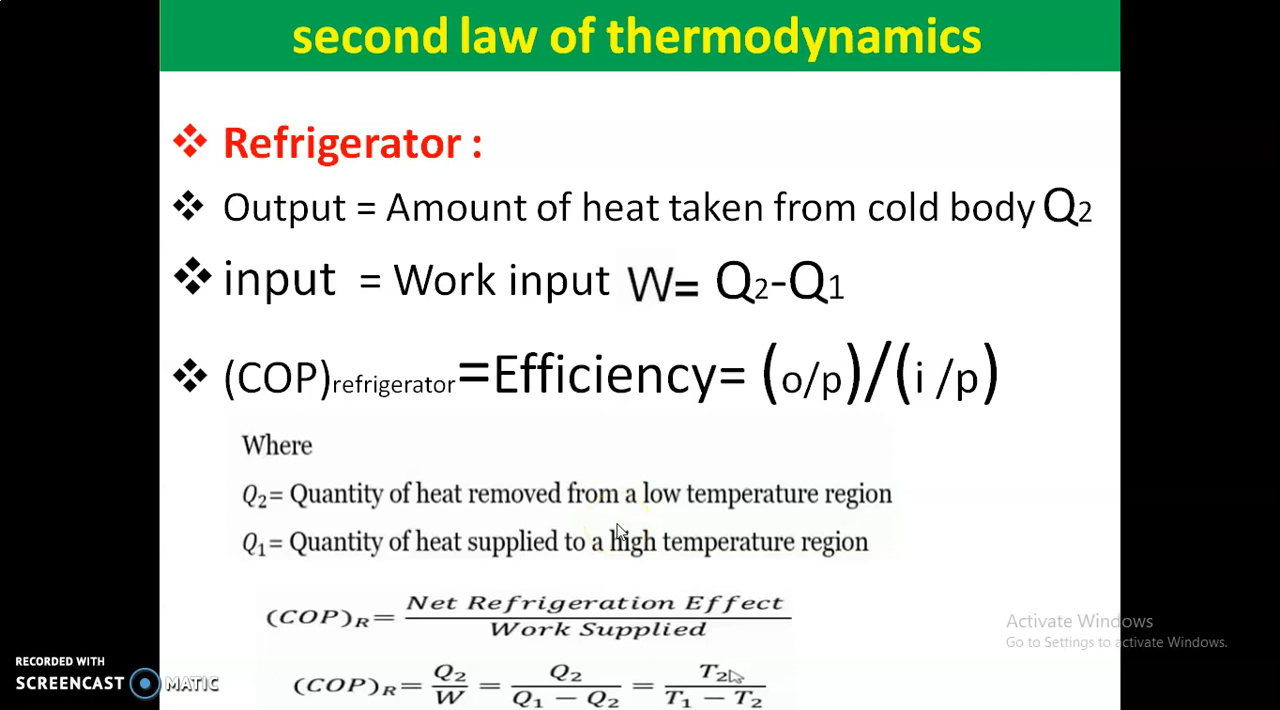 second law of thermodynamics
❖ Refrigerator :
❖ Output = Amount of heat taken from cold body Q2
❖ input = Work input W= Q2-Q1
❖ (COP)refrigerator=Efficiency= (o/p)/(i /p)
Where
Q2= Quantity of heat removed from a low temperature region
Q1= Quantity of heat supplied to a high temperature region
(COP)R= Net Refrigeration Effect / Work Supplied
(COP)R= Q2 / W = Q2 / Q1 − Q2 = T2 / T1 − T2
Activate Windows
Go to Settings to activate Windows.
RECORDED WITH
SCREENCAST MATIC